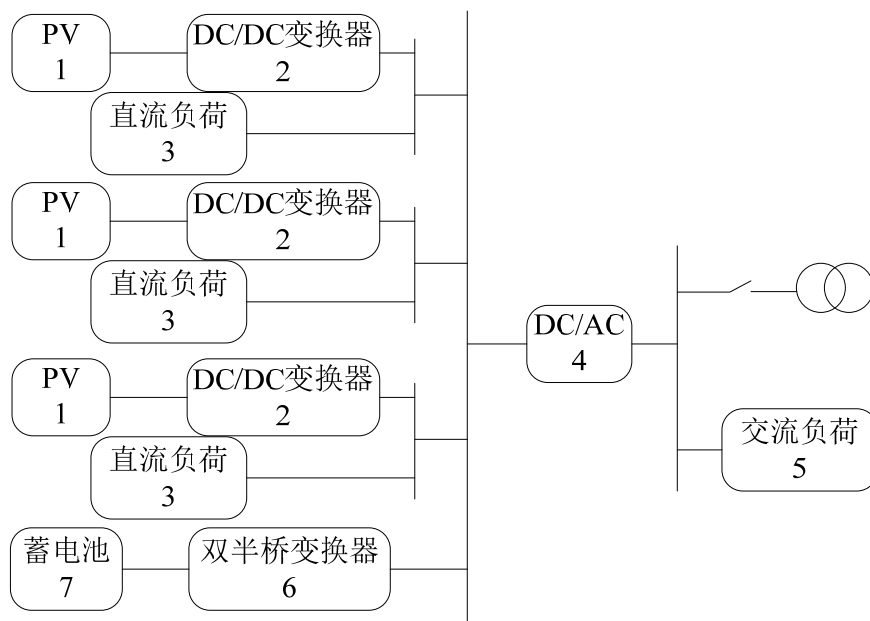 PV
1
DC/DC变换器
2
直流负荷
3
PV
1
DC/DC变换器
2
直流负荷
3
DC/AC
4
PV
1
DC/DC变换器
2
直流负荷
3
交流负荷
5
蓄电池
7
双半桥变换器
6